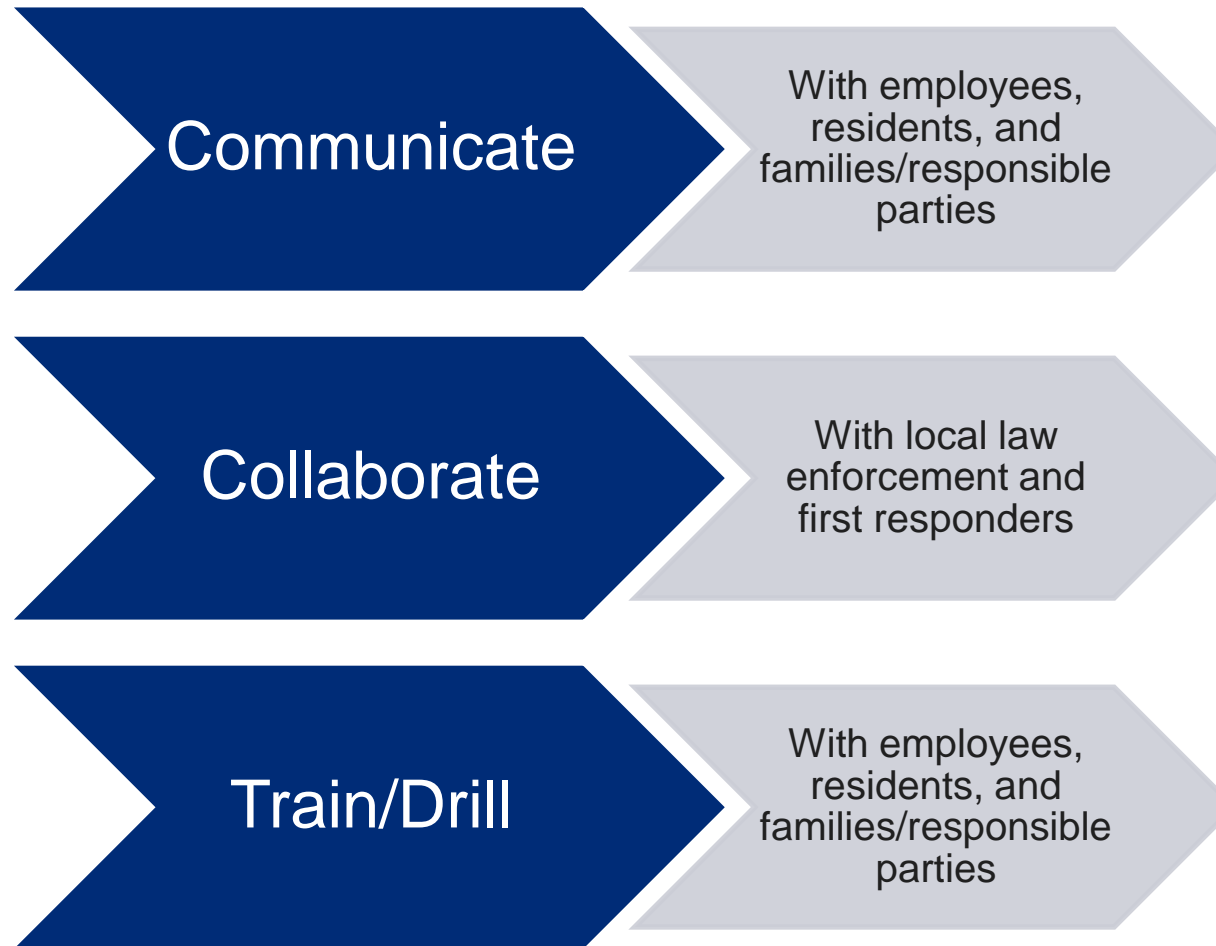 Communicate
With employees,
residents, and
families/responsible
parties
Collaborate
With local law
enforcement and
first responders
Train/Drill
With employees,
residents, and
families/responsible
parties